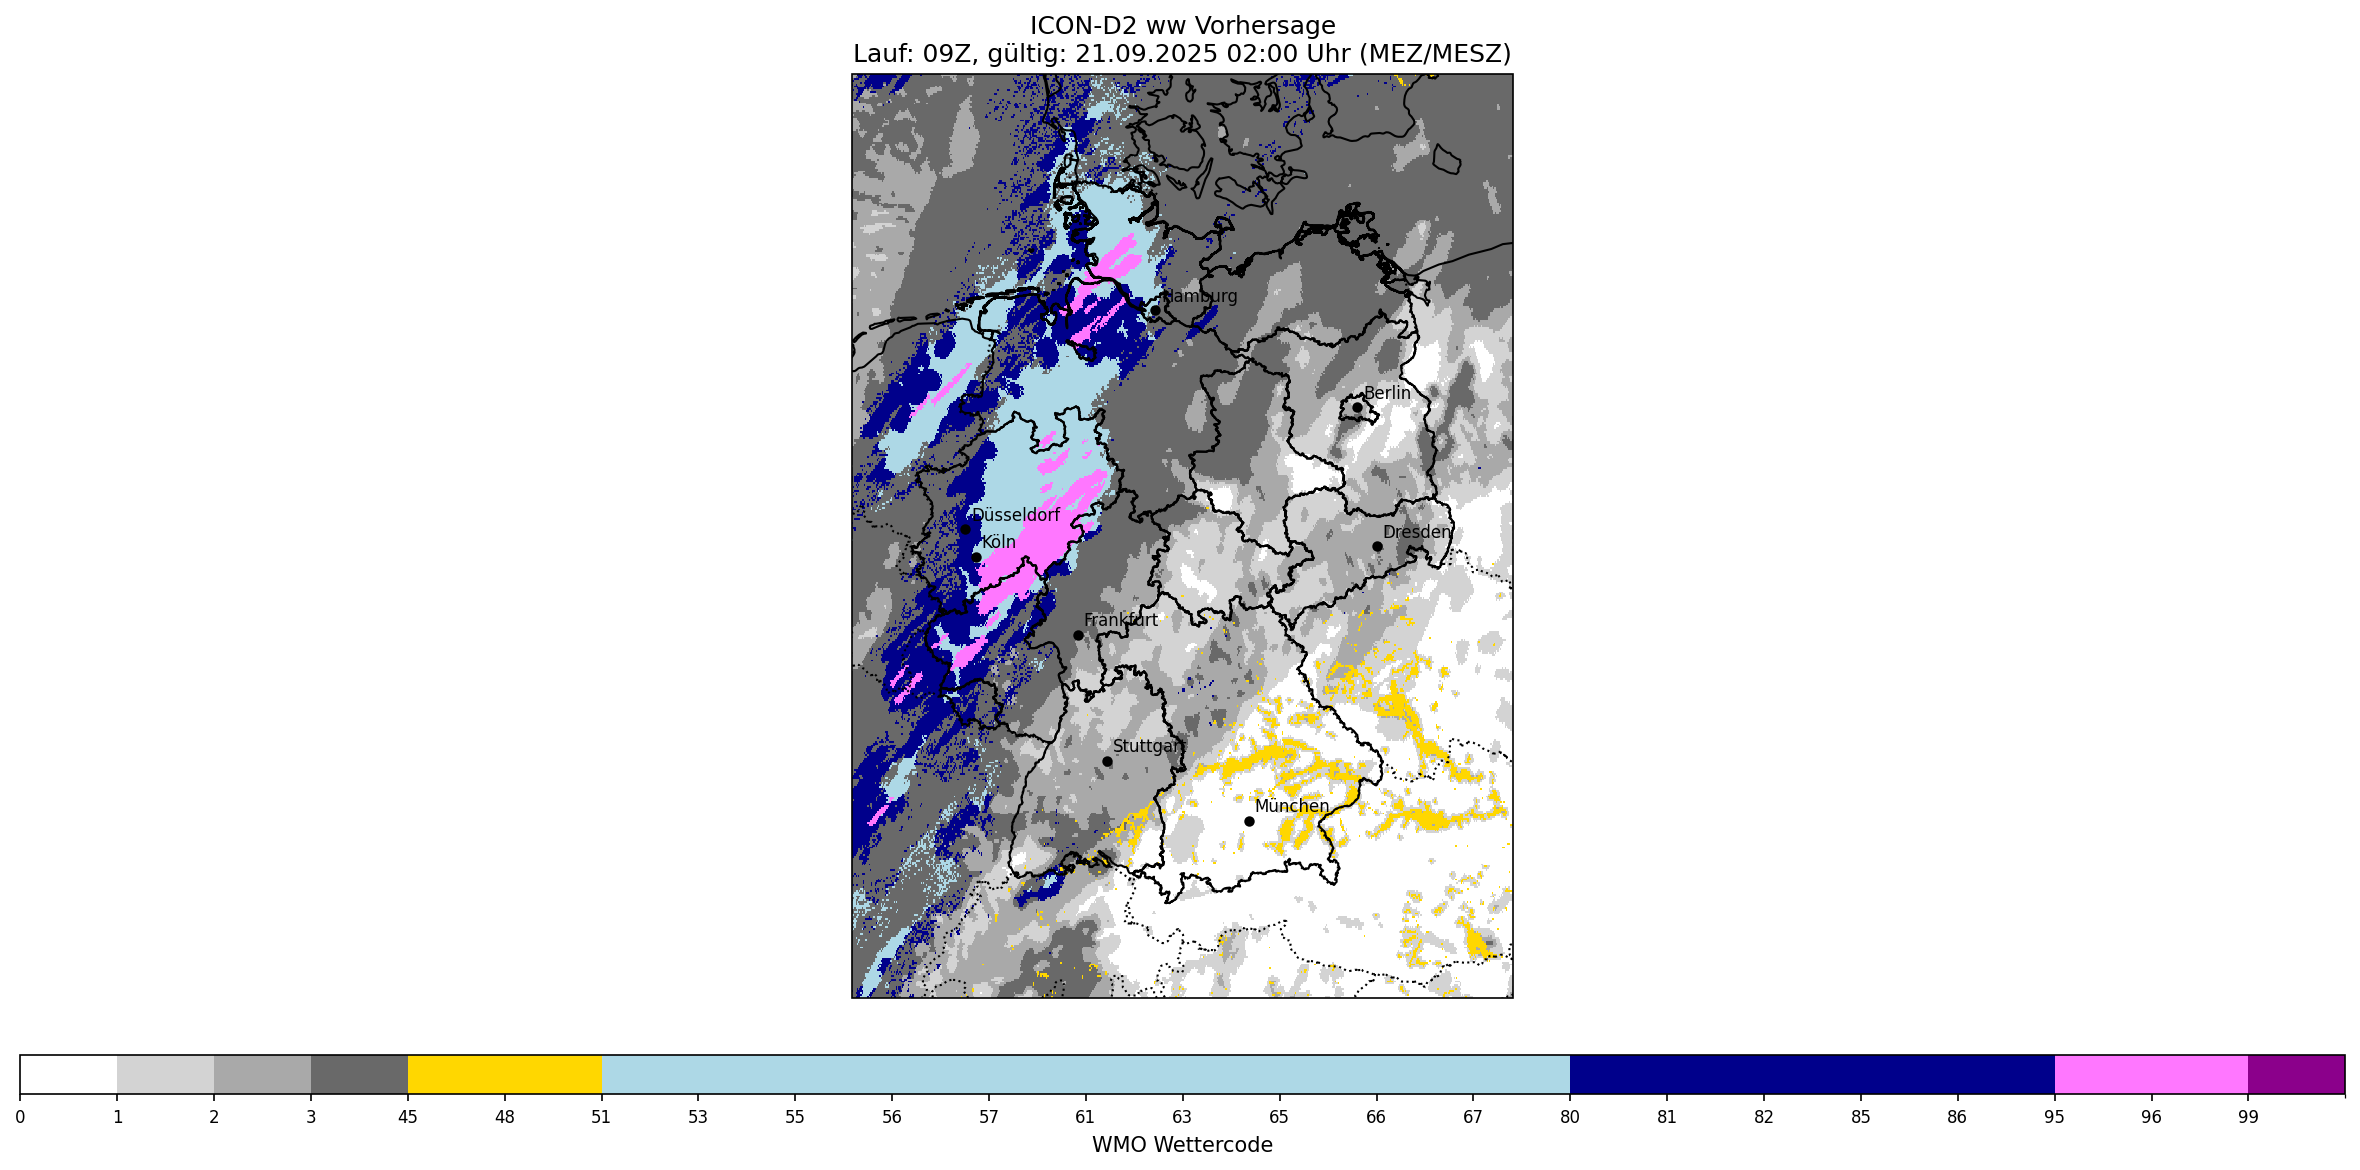 ICON-D2 ww Vorhersage
Lauf: 09Z, gültig: 21.09.2025 02:00 Uhr (MEZ/MESZ)
Hamburg
Berlin
Düsseldorf
Dresden
Köln
Frankfurt
Stuttgart
München
0 1 2 3 45 48 51 53 55 56 57 61 63 65 66 67 80 81 82 85 86 95 96 99
WMO Wettercode